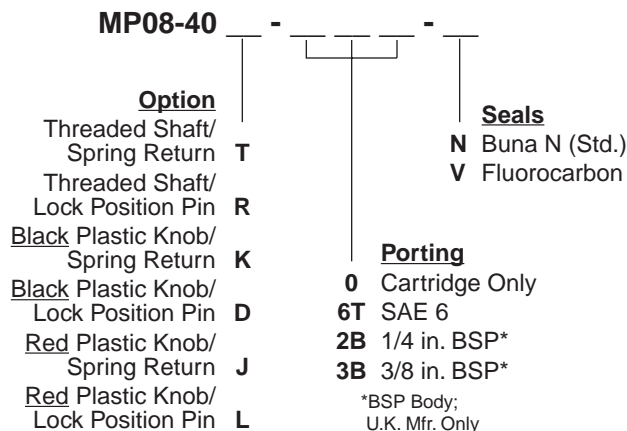 MP08-40 __ - __ __ __ - __
Option
Threaded Shaft/
Spring Return T
Threaded Shaft/
Lock Position Pin R
Black Plastic Knob/
Spring Return K
Black Plastic Knob/
Lock Position Pin D
Red Plastic Knob/
Spring Return J
Red Plastic Knob/
Lock Position Pin L
Porting
0 Cartridge Only
6T SAE 6
2B 1/4 in. BSP*
3B 3/8 in. BSP*
*BSP Body;
U.K. Mfr. Only
Seals
N Buna N (Std.)
V Fluorocarbon